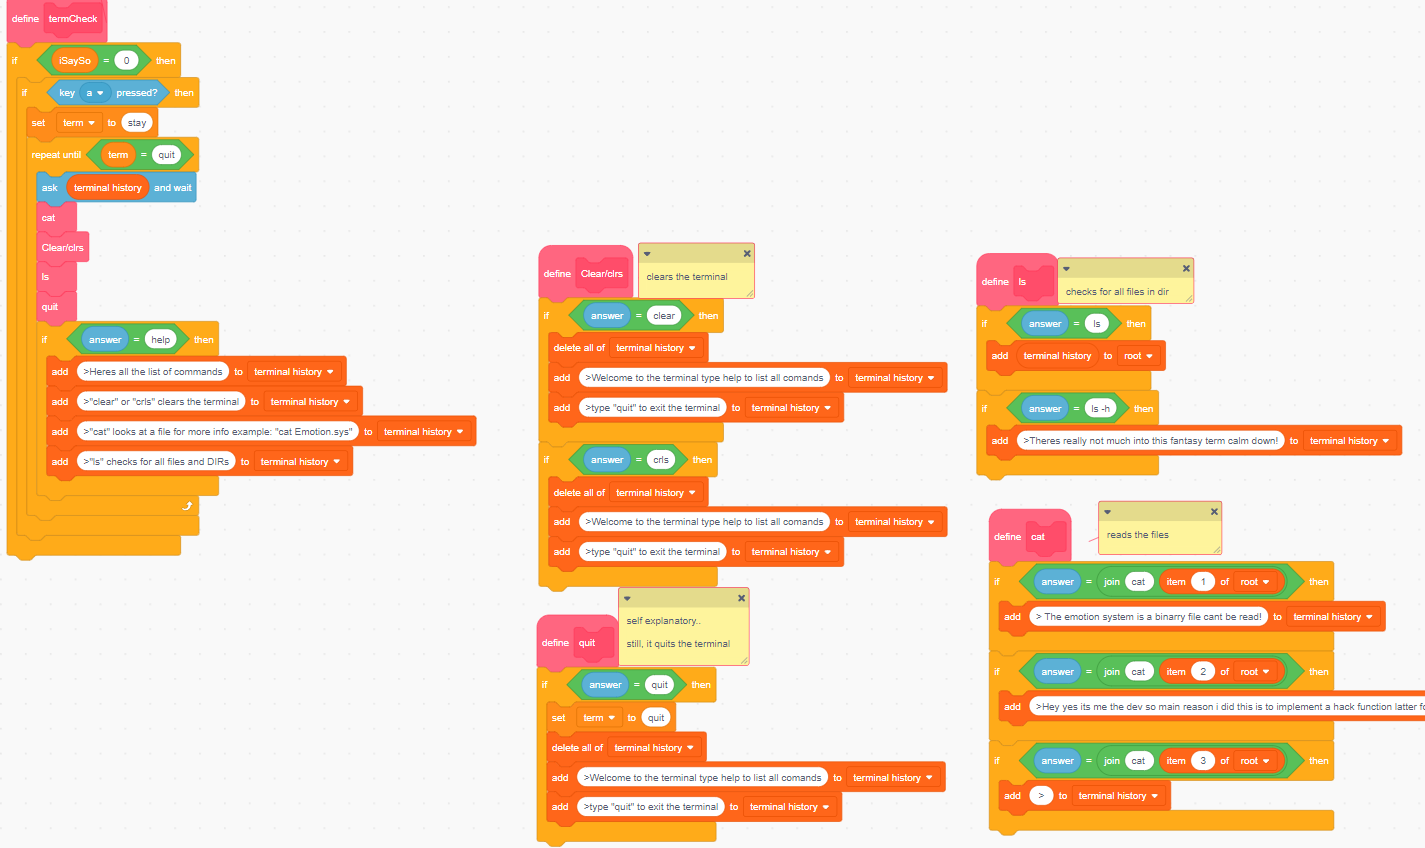 define termCheck
if iSaySo = 0 then
if key a pressed? then
set term to stay
repeat until term = quit
ask terminal history and wait
cat
Clear/clrs
ls
quit
if answer = help then
add >Heres all the list of commands to terminal history
add >"clear" or "crls" clears the terminal to terminal history
add >"cat" looks at a file for more info example: "cat Emotion.sys" to terminal history
add >"ls" checks for all files and DIRs to terminal history
define Clear/clrs
clears the terminal
if answer = clear then
delete all of terminal history
add >Welcome to the terminal type help to list all comands to terminal history
add >type "quit" to exit the terminal to terminal history
if answer = crls then
delete all of terminal history
add >Welcome to the terminal type help to list all comands to terminal history
add >type "quit" to exit the terminal to terminal history
define quit
self explanatory..
still, it quits the terminal
if answer = quit then
set term to quit
delete all of terminal history
add >Welcome to the terminal type help to list all comands to terminal history
add >type "quit" to exit the terminal to terminal history
define ls
checks for all files in dir
if answer = ls then
add terminal history to root
if answer = ls -h then
add >Theres really not much into this fantasy term calm down! to terminal history
define cat
reads the files
if answer = join cat item 1 of root then
add > The emotion system is a binarry file cant be read! to terminal history
if answer = join cat item 2 of root then
add >Hey yes its me the dev so main reason i did this is to implement a hack function latter
if answer = join cat item 3 of root then
add > to terminal history